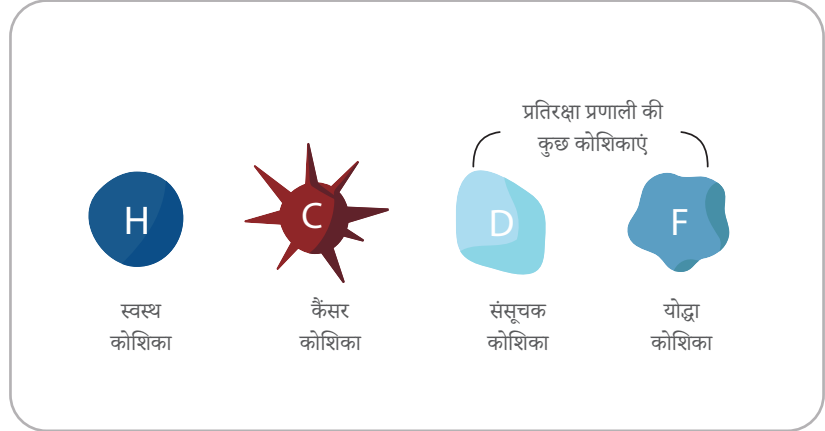 प्रतिरक्षा प्रणाली की
कुछ कोशिकाएं
H
C
D
F
स्वस्थ
कोशिका
कैंसर
कोशिका
संसूचक
कोशिका
योद्धा
कोशिका